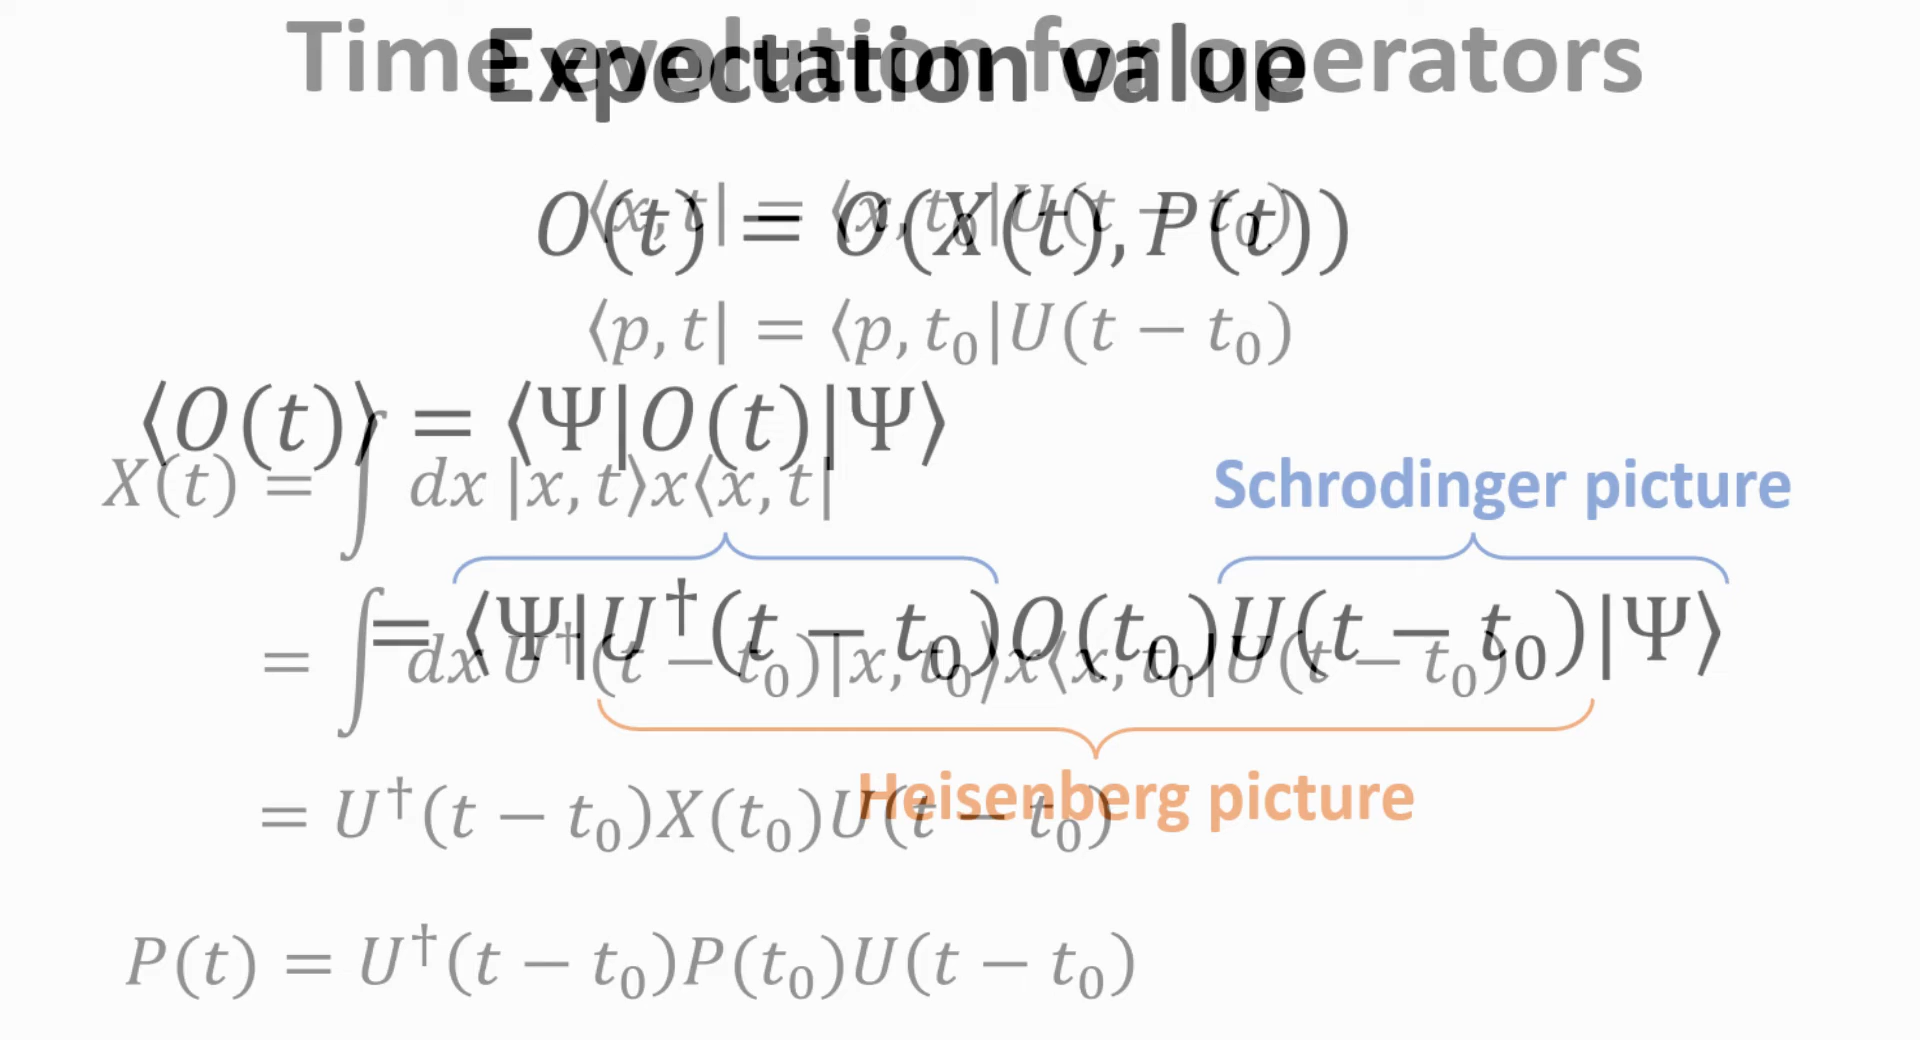 Time evolution for operators
Expectation value
⟨x, t| = ⟨x, t₀|U(t − t₀)
O(t) = O(X(t), P(t))
⟨p, t| = ⟨p, t₀|U(t − t₀)
⟨O(t)⟩ = ⟨Ψ|O(t)|Ψ⟩
X(t) = ∫ dx |x, t⟩x⟨x, t|
Schrodinger picture
= ⟨Ψ|U†(t − t₀)O(t₀)U(t − t₀)|Ψ⟩
= ∫ dx U†(t − t₀)|x, t₀⟩x⟨x, t₀|U(t − t₀)
Heisenberg picture
= U†(t − t₀)X(t₀)U(t − t₀)
P(t) = U†(t − t₀)P(t₀)U(t − t₀)